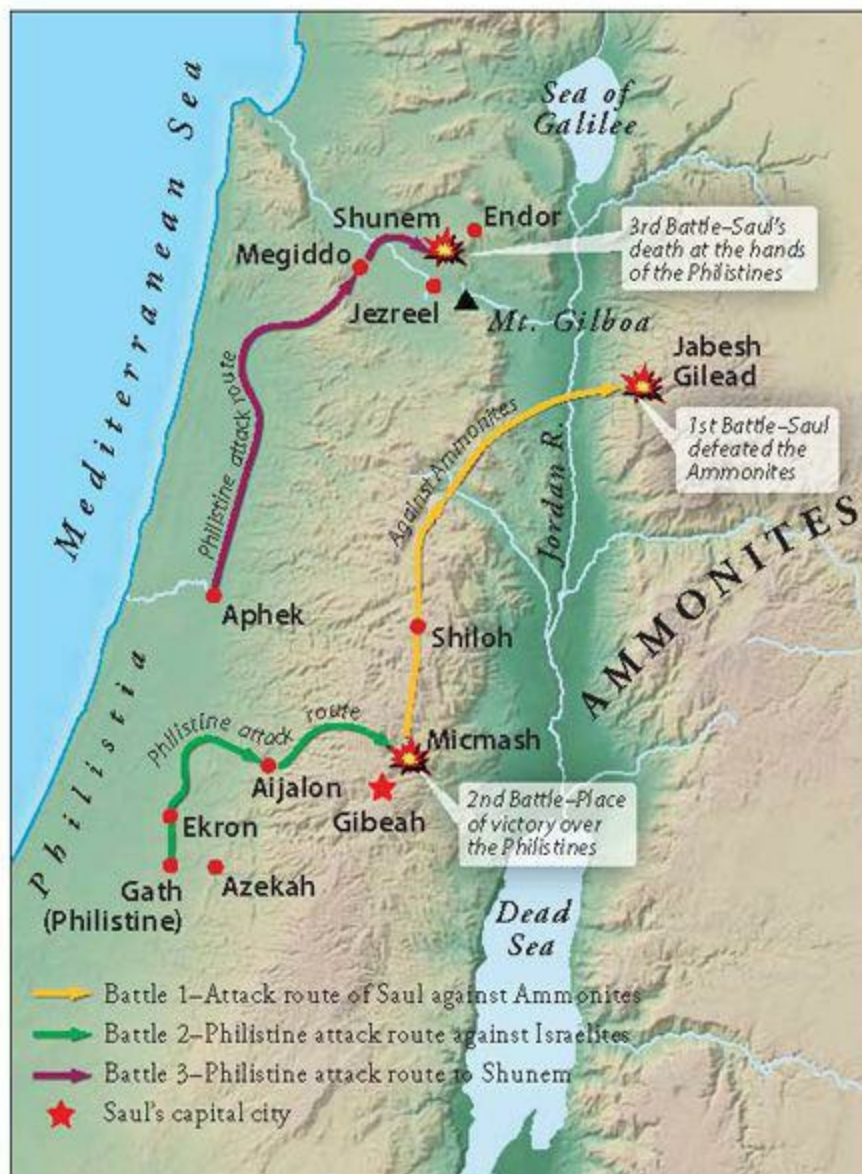 Mediterranean Sea
Sea of
Galilee
Shunem
Endor
Megiddo
3rd Battle–Saul's
death at the hands
of the Philistines
Jezreel
Mt. Gilboa
Jabesh
Gilead
Philistine attack route
Against Ammonites
1st Battle–Saul
defeated the
Ammonites
Jordan R.
AMMONITES
Aphek
Shiloh
Philistia
Philistine attack route
Micmash
Aijalon
Gibeah
2nd Battle–Place
of victory over
the Philistines
Ekron
Gath
(Philistine)
Azekah
Dead
Sea
Battle 1–Attack route of Saul against Ammonites
Battle 2–Philistine attack route against Israelites
Battle 3–Philistine attack route to Shunem
Saul's capital city